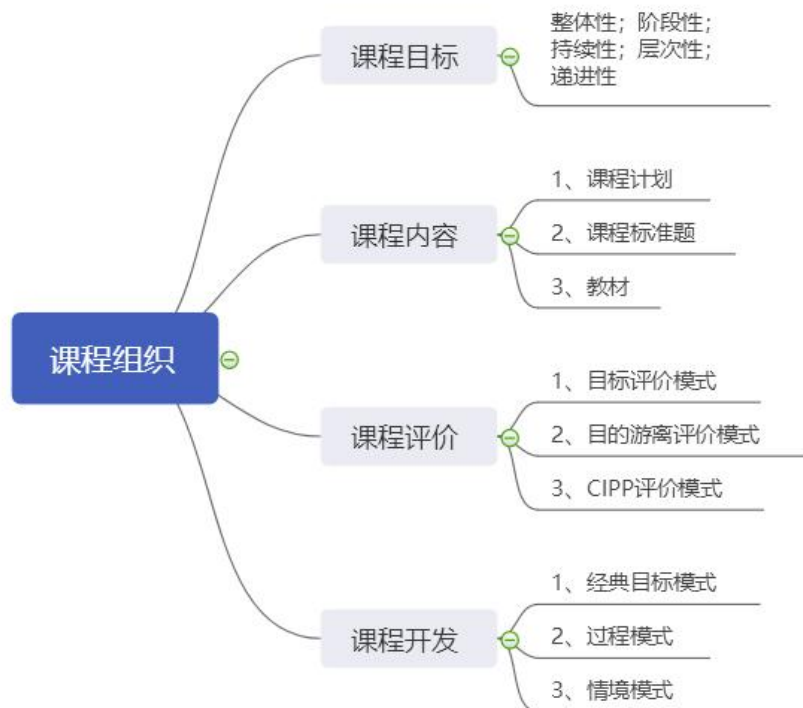 课程目标
整体性；阶段性；
持续性；层次性；
递进性
课程内容
1、课程计划
2、课程标准题
3、教材
课程组织
课程评价
1、目标评价模式
2、目的游离评价模式
3、CIPP评价模式
课程开发
1、经典目标模式
2、过程模式
3、情境模式